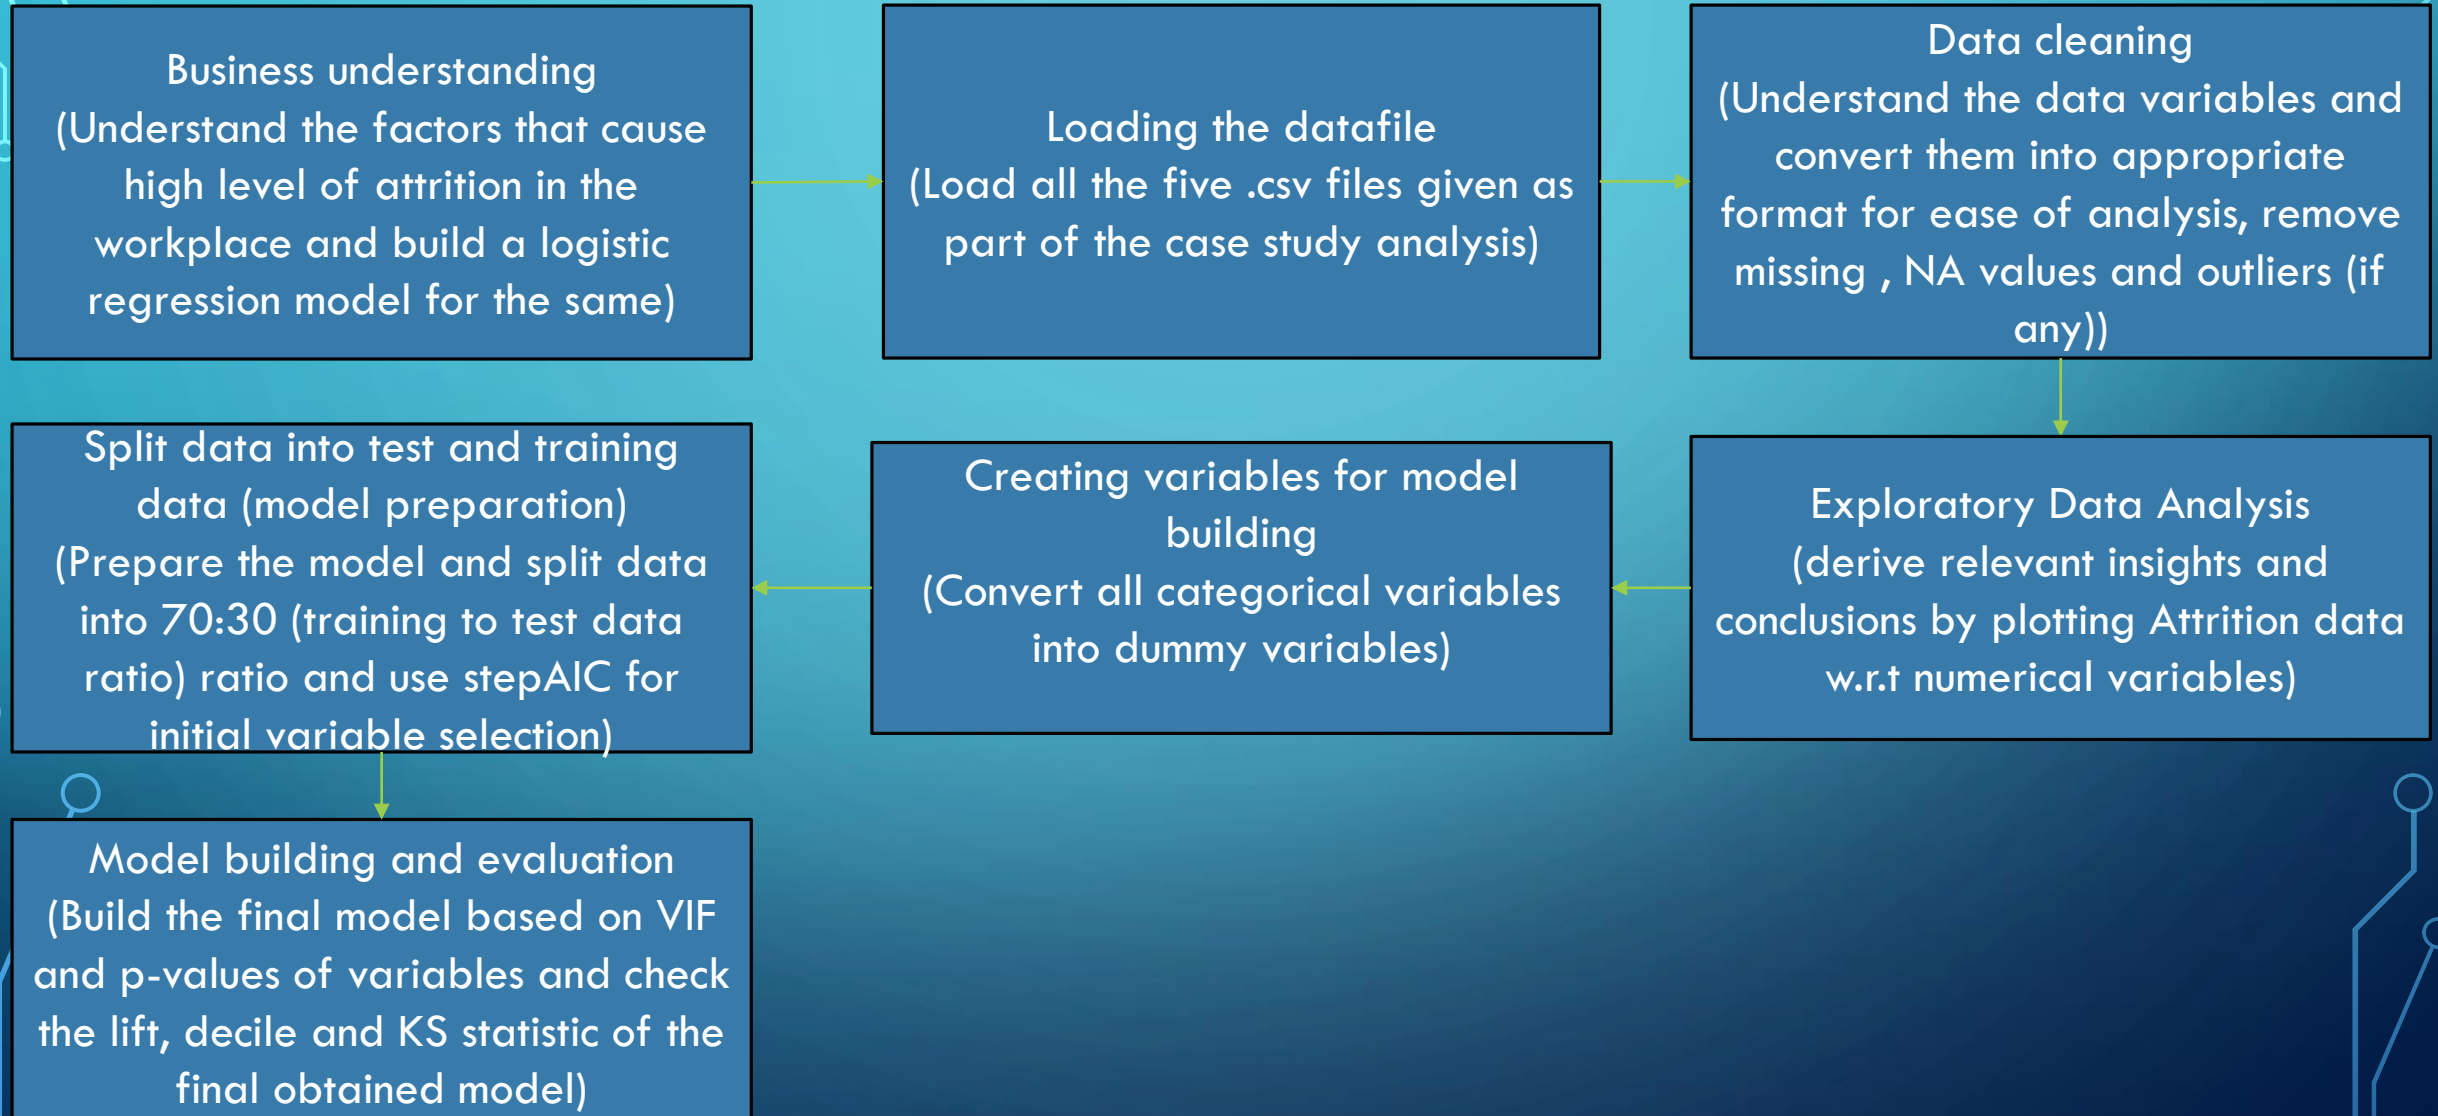 Business understanding
(Understand the factors that cause
high level of attrition in the
workplace and build a logistic
regression model for the same)
Loading the datafile
(Load all the five .csv files given as
part of the case study analysis)
Data cleaning
(Understand the data variables and
convert them into appropriate
format for ease of analysis, remove
missing , NA values and outliers (if
any))
Exploratory Data Analysis
(derive relevant insights and
conclusions by plotting Attrition data
w.r.t numerical variables)
Creating variables for model
building
(Convert all categorical variables
into dummy variables)
Split data into test and training
data (model preparation)
(Prepare the model and split data
into 70:30 (training to test data
ratio) ratio and use stepAIC for
initial variable selection)
Model building and evaluation
(Build the final model based on VIF
and p-values of variables and check
the lift, decile and KS statistic of the
final obtained model)